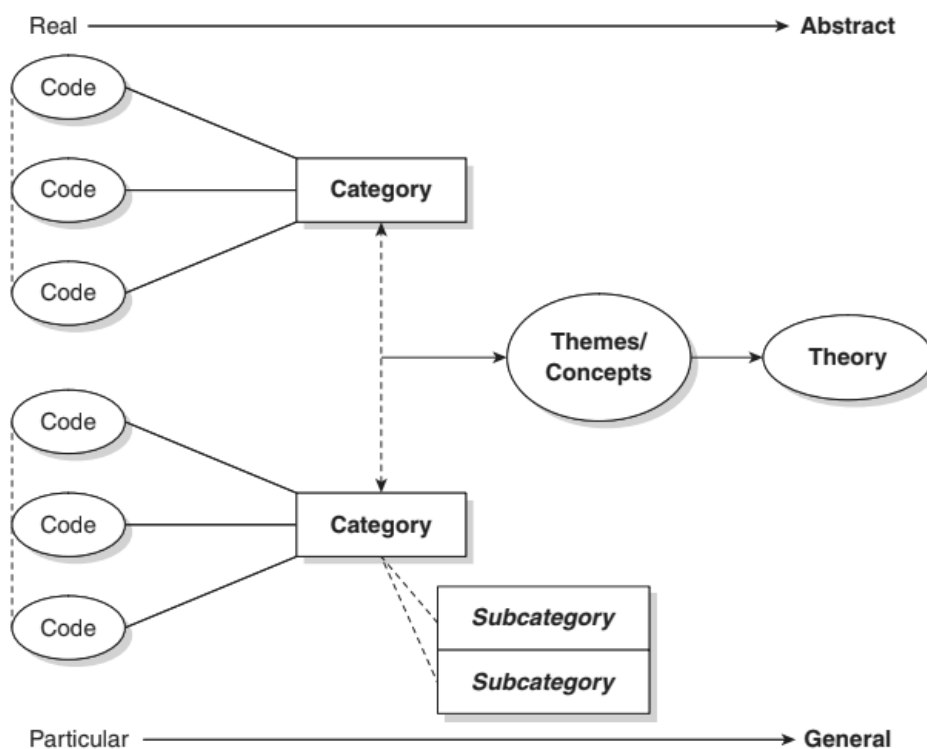 Real
Abstract
Code
Code
Category
Code
Themes/
Concepts
Theory
Code
Code
Category
Code
Subcategory
Subcategory
Particular
General